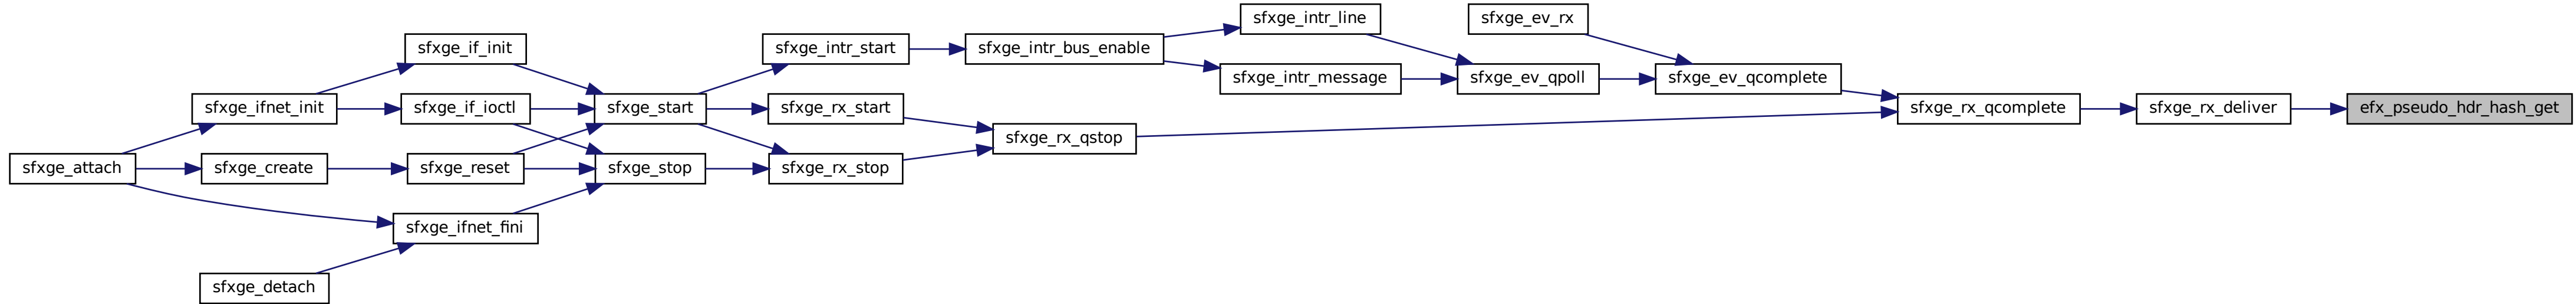 sfxge_attach
sfxge_ifnet_init
sfxge_create
sfxge_detach
sfxge_if_init
sfxge_if_ioctl
sfxge_reset
sfxge_ifnet_fini
sfxge_start
sfxge_stop
sfxge_intr_start
sfxge_rx_start
sfxge_rx_stop
sfxge_intr_bus_enable
sfxge_rx_qstop
sfxge_intr_line
sfxge_intr_message
sfxge_ev_rx
sfxge_ev_qpoll
sfxge_ev_qcomplete
sfxge_rx_qcomplete
sfxge_rx_deliver
efx_pseudo_hdr_hash_get